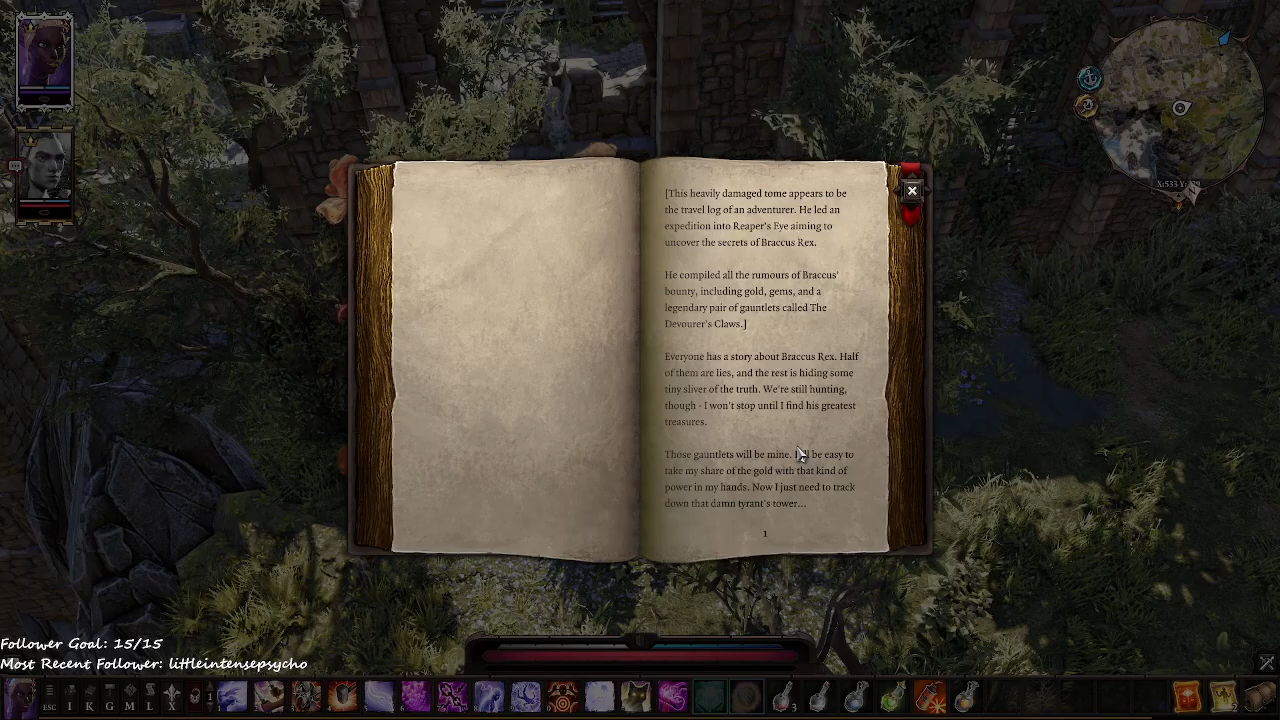 [This heavily damaged tome appears to be
the travel log of an adventurer. He led an
expedition into Reaper's Eye aiming to
uncover the secrets of Braccus Rex.
He compiled all the rumours of Braccus'
bounty, including gold, gems, and a
legendary pair of gauntlets called The
Devourer's Claws.]
Everyone has a story about Braccus Rex. Half
of them are lies, and the rest is hiding some
tiny sliver of the truth. We're still hunting,
though - I won't stop until I find his greatest
treasures.
Those gauntlets will be mine. be easy to
take my share of the gold with that kind of
power in my hands. Now I just need to track
down that damn tyrant's tower...
1
Follower Goal: 15/15
Most Recent Follower: littleintensepsycho
ESC I K G M L X